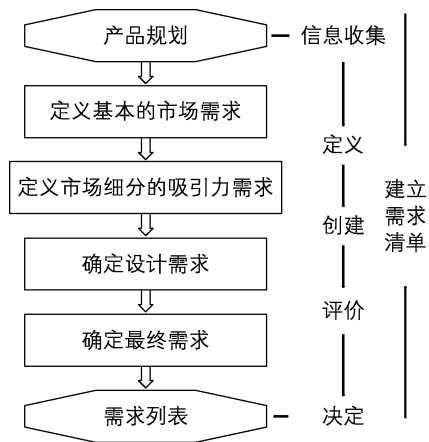 产品规划
信息收集
定义基本的市场需求
定义
定义市场细分的吸引力需求
建立
需求
清单
创建
确定设计需求
评价
确定最终需求
需求列表
决定